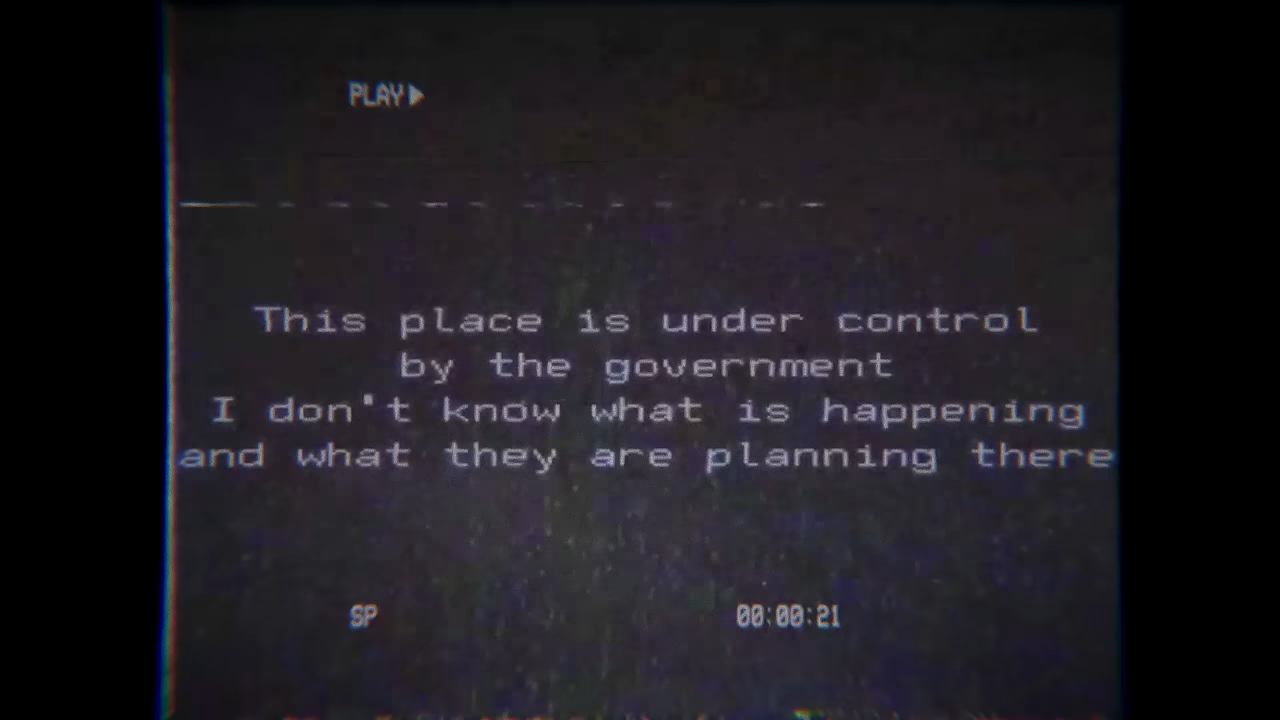 PLAY▶
This place is under control
by the government
I don't know what is happening
and what they are planning there
SP
00:00:21